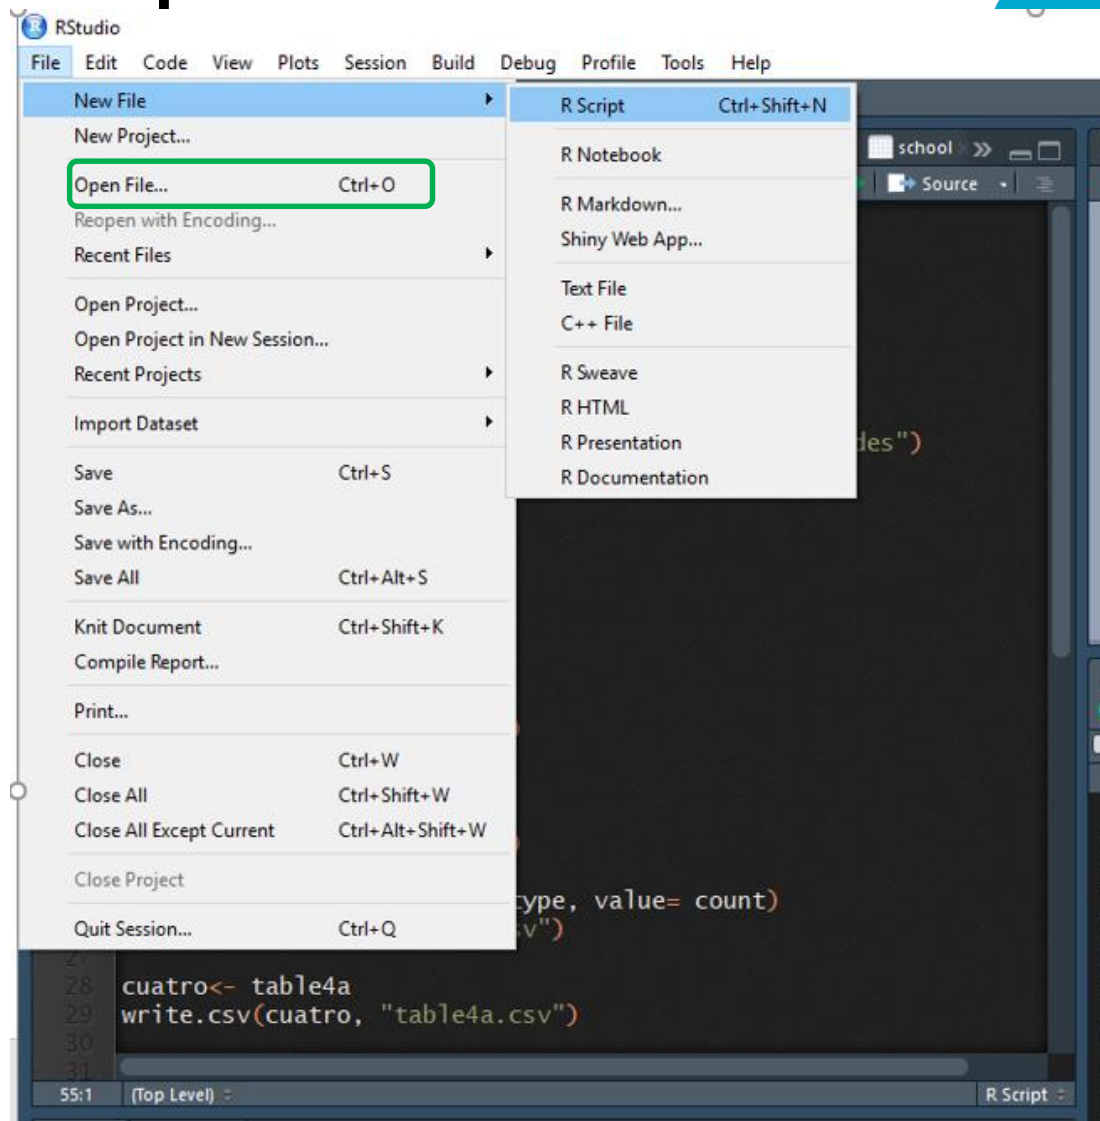 RStudio
File Edit Code View Plots Session Build Debug Profile Tools Help
New File
New Project...
Open File... Ctrl+O
Reopen with Encoding...
Recent Files
Open Project...
Open Project in New Session...
Recent Projects
Import Dataset
Save Ctrl+S
Save As...
Save with Encoding...
Save All Ctrl+Alt+S
Knit Document Ctrl+Shift+K
Compile Report...
Print...
Close Ctrl+W
Close All Ctrl+Shift+W
Close All Except Current Ctrl+Alt+Shift+W
Close Project
Quit Session... Ctrl+Q
R Script Ctrl+Shift+N
R Notebook
R Markdown...
Shiny Web App...
Text File
C++ File
R Sweave
R HTML
R Presentation
R Documentation
school
Source
des")
type, value= count)
sv")
27
28 cuatro<- table4a
29 write.csv(cuatro, "table4a.csv")
30
31
55:1 (Top Level) R Script